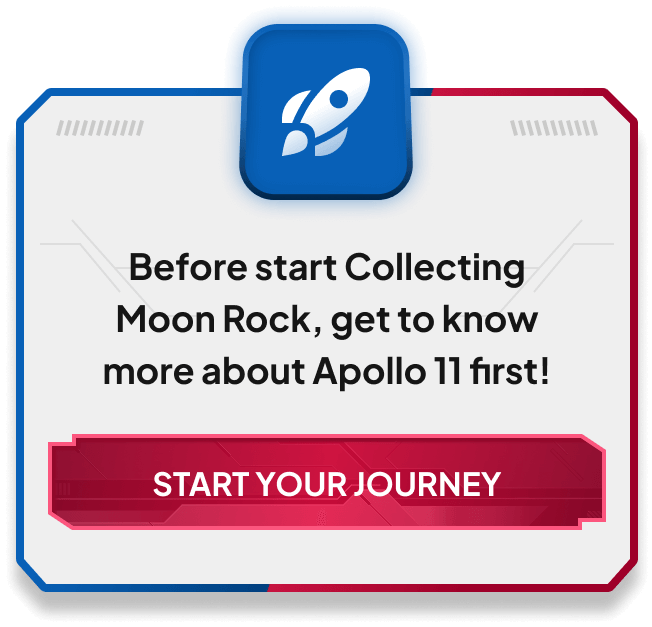 Before start Collecting
Moon Rock, get to know
more about Apollo 11 first!
START YOUR JOURNEY